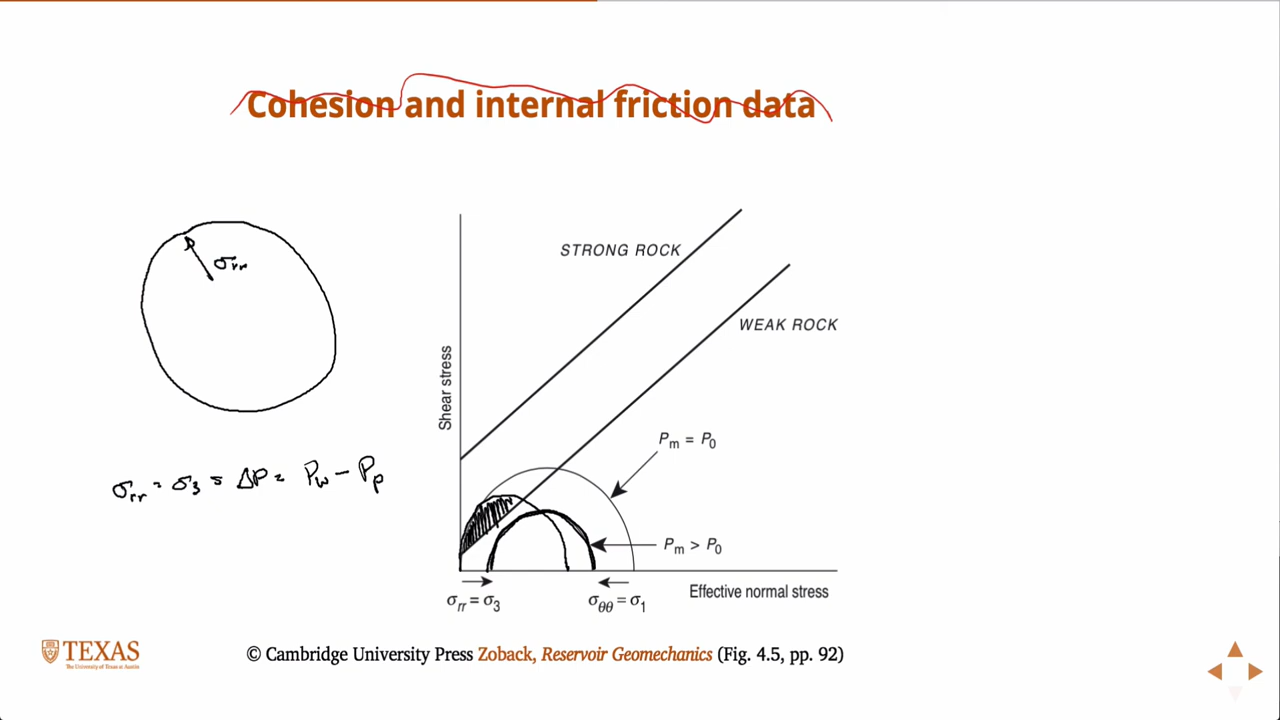 Cohesion and internal friction data
σrr
σrr = σ3 = ΔP = Pw − Pp
STRONG ROCK
WEAK ROCK
Shear stress
Pm = P0
Pm > P0
σrr = σ3
σθθ = σ1
Effective normal stress
TEXAS
The University of Texas at Austin
© Cambridge University Press Zoback, Reservoir Geomechanics (Fig. 4.5, pp. 92)